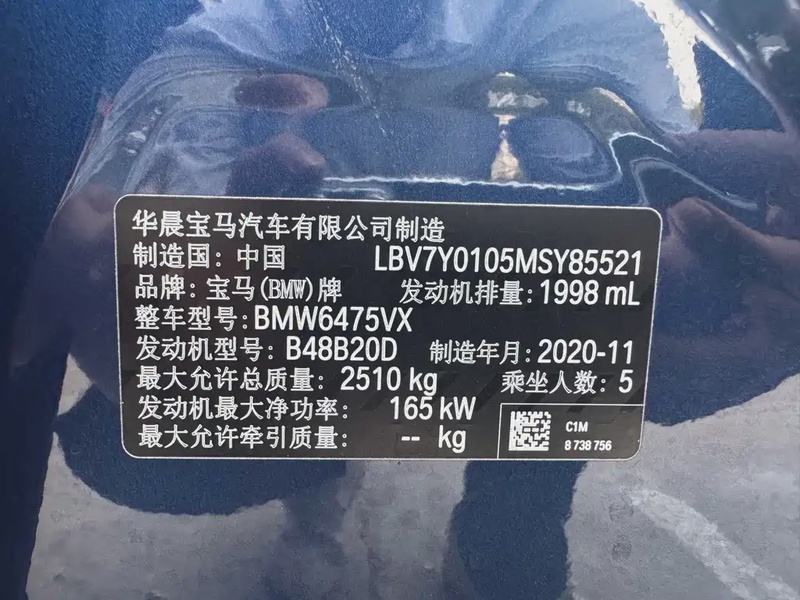 华晨宝马汽车有限公司制造
制造国: 中国 LBV7Y0105MSY85521
品牌: 宝马(BMW)牌 发动机排量: 1998 mL
整车型号: BMW6475VX
发动机型号: B48B20D 制造年月: 2020-11
最大允许总质量: 2510 kg 乘坐人数: 5
发动机最大净功率: 165 kW
最大允许牵引质量: -- kg
C1M
8 738 756